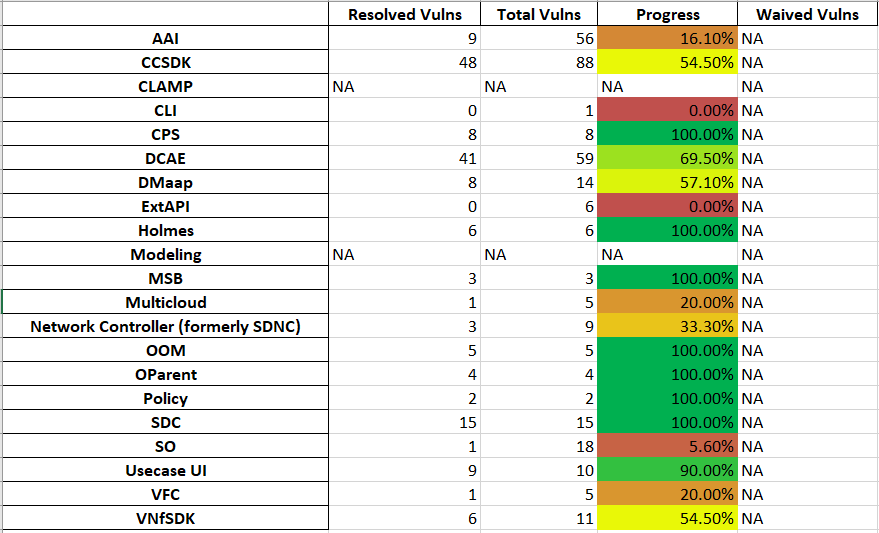 Resolved Vulns Total Vulns Progress Waived Vulns
AAI 9 56 16.10% NA
CCSDK 48 88 54.50% NA
CLAMP NA NA NA NA
CLI 0 1 0.00% NA
CPS 8 8 100.00% NA
DCAE 41 59 69.50% NA
DMaap 8 14 57.10% NA
ExtAPI 0 6 0.00% NA
Holmes 6 6 100.00% NA
Modeling NA NA NA NA
MSB 3 3 100.00% NA
Multicloud 1 5 20.00% NA
Network Controller (formerly SDNC) 3 9 33.30% NA
OOM 5 5 100.00% NA
OParent 4 4 100.00% NA
Policy 2 2 100.00% NA
SDC 15 15 100.00% NA
SO 1 18 5.60% NA
Usecase UI 9 10 90.00% NA
VFC 1 5 20.00% NA
VNfSDK 6 11 54.50% NA